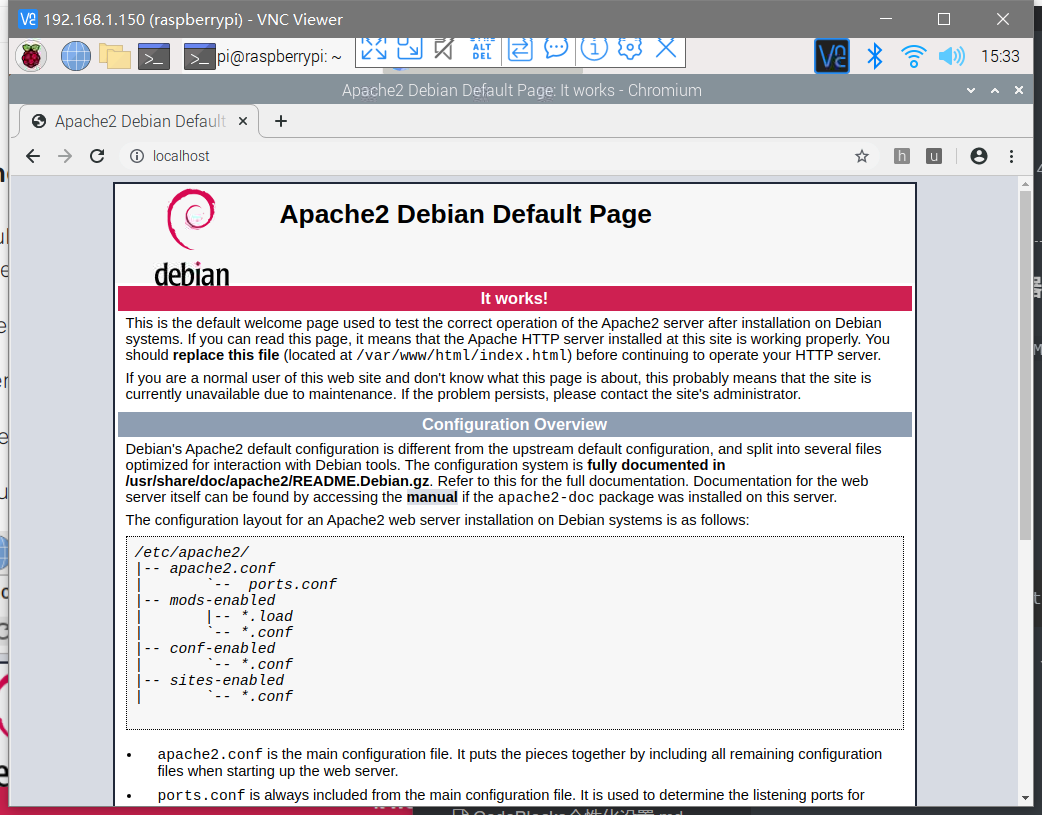 192.168.1.150 (raspberrypi) - VNC Viewer
pi@raspberrypi: ~
ALT
DEL
15:33
Apache2 Debian Default Page: It works - Chromium
Apache2 Debian Default
localhost
h
u
debian
Apache2 Debian Default Page
It works!
This is the default welcome page used to test the correct operation of the Apache2 server after installation on Debian
systems. If you can read this page, it means that the Apache HTTP server installed at this site is working properly. You
should replace this file (located at /var/www/html/index.html) before continuing to operate your HTTP server.
If you are a normal user of this web site and don't know what this page is about, this probably means that the site is
currently unavailable due to maintenance. If the problem persists, please contact the site's administrator.
Configuration Overview
Debian's Apache2 default configuration is different from the upstream default configuration, and split into several files
optimized for interaction with Debian tools. The configuration system is fully documented in
/usr/share/doc/apache2/README.Debian.gz. Refer to this for the full documentation. Documentation for the web
server itself can be found by accessing the manual if the apache2-doc package was installed on this server.
The configuration layout for an Apache2 web server installation on Debian systems is as follows:
/etc/apache2/
|-- apache2.conf
|       `--  ports.conf
|-- mods-enabled
|       |-- *.load
|       `-- *.conf
|-- conf-enabled
|       `-- *.conf
|-- sites-enabled
|       `-- *.conf
• apache2.conf is the main configuration file. It puts the pieces together by including all remaining configuration
files when starting up the web server.
• ports.conf is always included from the main configuration file. It is used to determine the listening ports for